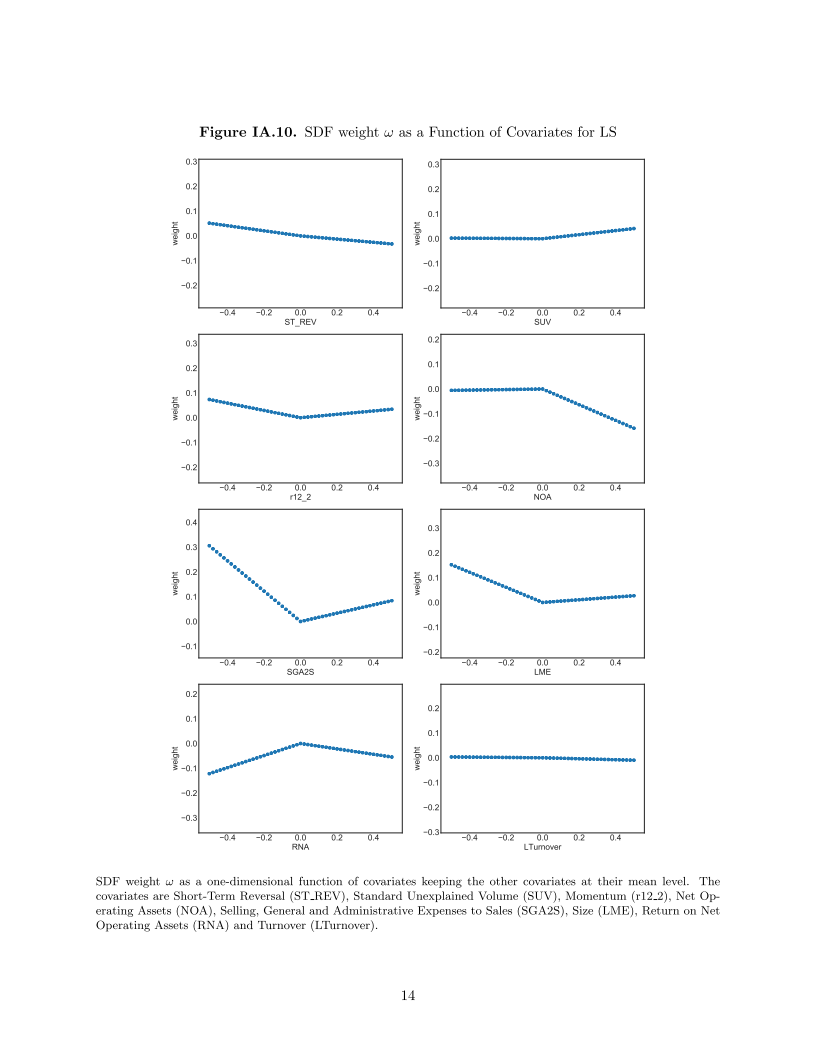 Figure IA.10. SDF weight ω as a Function of Covariates for LS
0.3
0.2
0.1
0.0
−0.1
−0.2
weight
−0.4 −0.2 0.0 0.2 0.4
ST_REV
0.3
0.2
0.1
0.0
−0.1
−0.2
weight
−0.4 −0.2 0.0 0.2 0.4
SUV
0.3
0.2
0.1
0.0
−0.1
−0.2
weight
−0.4 −0.2 0.0 0.2 0.4
r12_2
0.2
0.1
0.0
−0.1
−0.2
−0.3
weight
−0.4 −0.2 0.0 0.2 0.4
NOA
0.4
0.3
0.2
0.1
0.0
−0.1
weight
−0.4 −0.2 0.0 0.2 0.4
SGA2S
0.3
0.2
0.1
0.0
−0.1
−0.2
weight
−0.4 −0.2 0.0 0.2 0.4
LME
0.2
0.1
0.0
−0.1
−0.2
−0.3
weight
−0.4 −0.2 0.0 0.2 0.4
RNA
0.2
0.1
0.0
−0.1
−0.2
−0.3
weight
−0.4 −0.2 0.0 0.2 0.4
LTurnover
SDF weight ω as a one-dimensional function of covariates keeping the other covariates at their mean level. The
covariates are Short-Term Reversal (ST_REV), Standard Unexplained Volume (SUV), Momentum (r12_2), Net Op-
erating Assets (NOA), Selling, General and Administrative Expenses to Sales (SGA2S), Size (LME), Return on Net
Operating Assets (RNA) and Turnover (LTurnover).
14